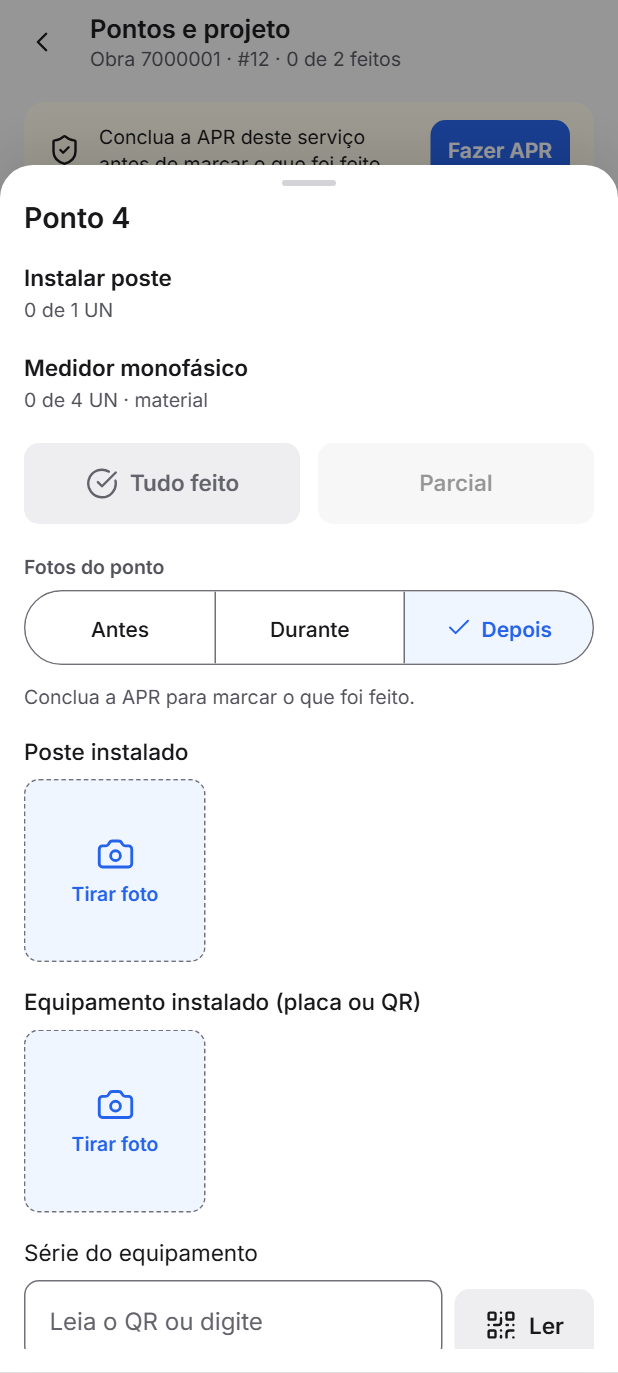 Pontos e projeto
Obra 7000001 · #12 · 0 de 2 feitos
Conclua a APR deste serviço
antes de marcar o que foi feito
Fazer APR
Ponto 4
Instalar poste
0 de 1 UN
Medidor monofásico
0 de 4 UN · material
Tudo feito
Parcial
Fotos do ponto
Antes
Durante
Depois
Conclua a APR para marcar o que foi feito.
Poste instalado
Tirar foto
Equipamento instalado (placa ou QR)
Tirar foto
Série do equipamento
Leia o QR ou digite
Ler